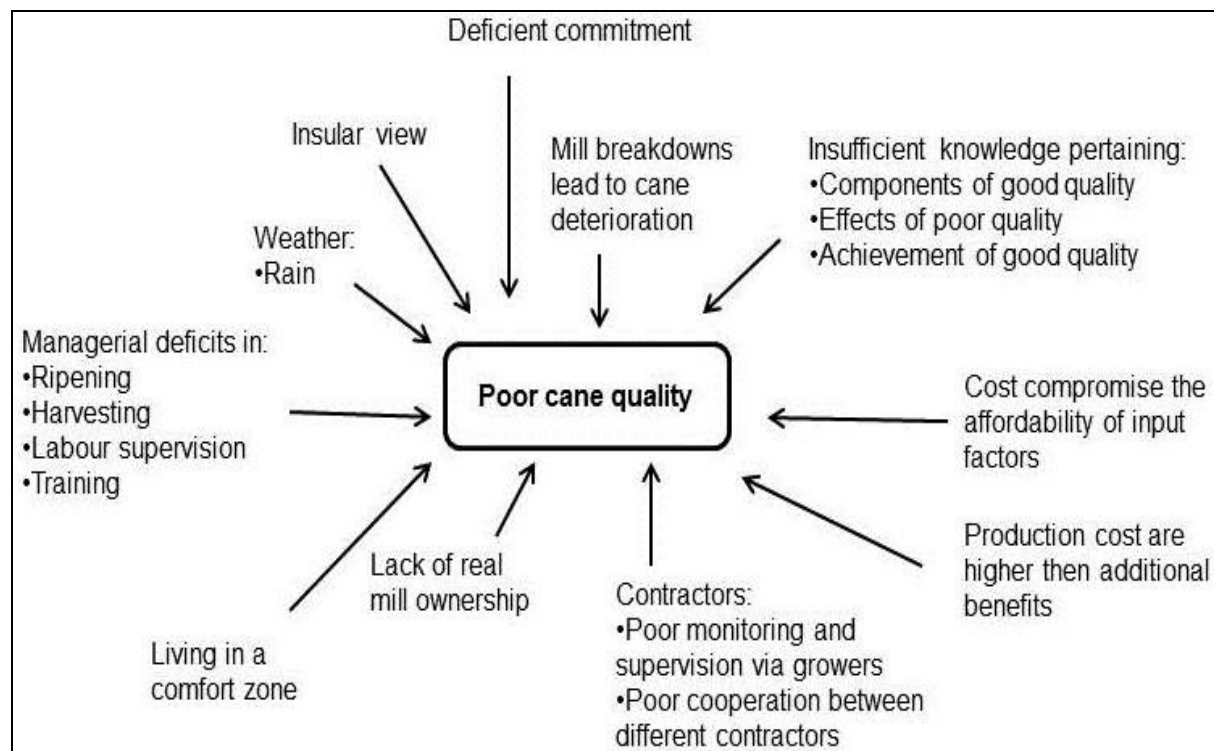 Deficient commitment
Insular view
Mill breakdowns
lead to cane
deterioration
Insufficient knowledge pertaining:
•Components of good quality
•Effects of poor quality
•Achievement of good quality
Weather:
•Rain
Managerial deficits in:
•Ripening
•Harvesting
•Labour supervision
•Training
Poor cane quality
Cost compromise the
affordability of input
factors
Production cost are
higher then additional
benefits
Lack of real
mill ownership
Contractors:
•Poor monitoring and
supervision via growers
•Poor cooperation between
different contractors
Living in a
comfort zone